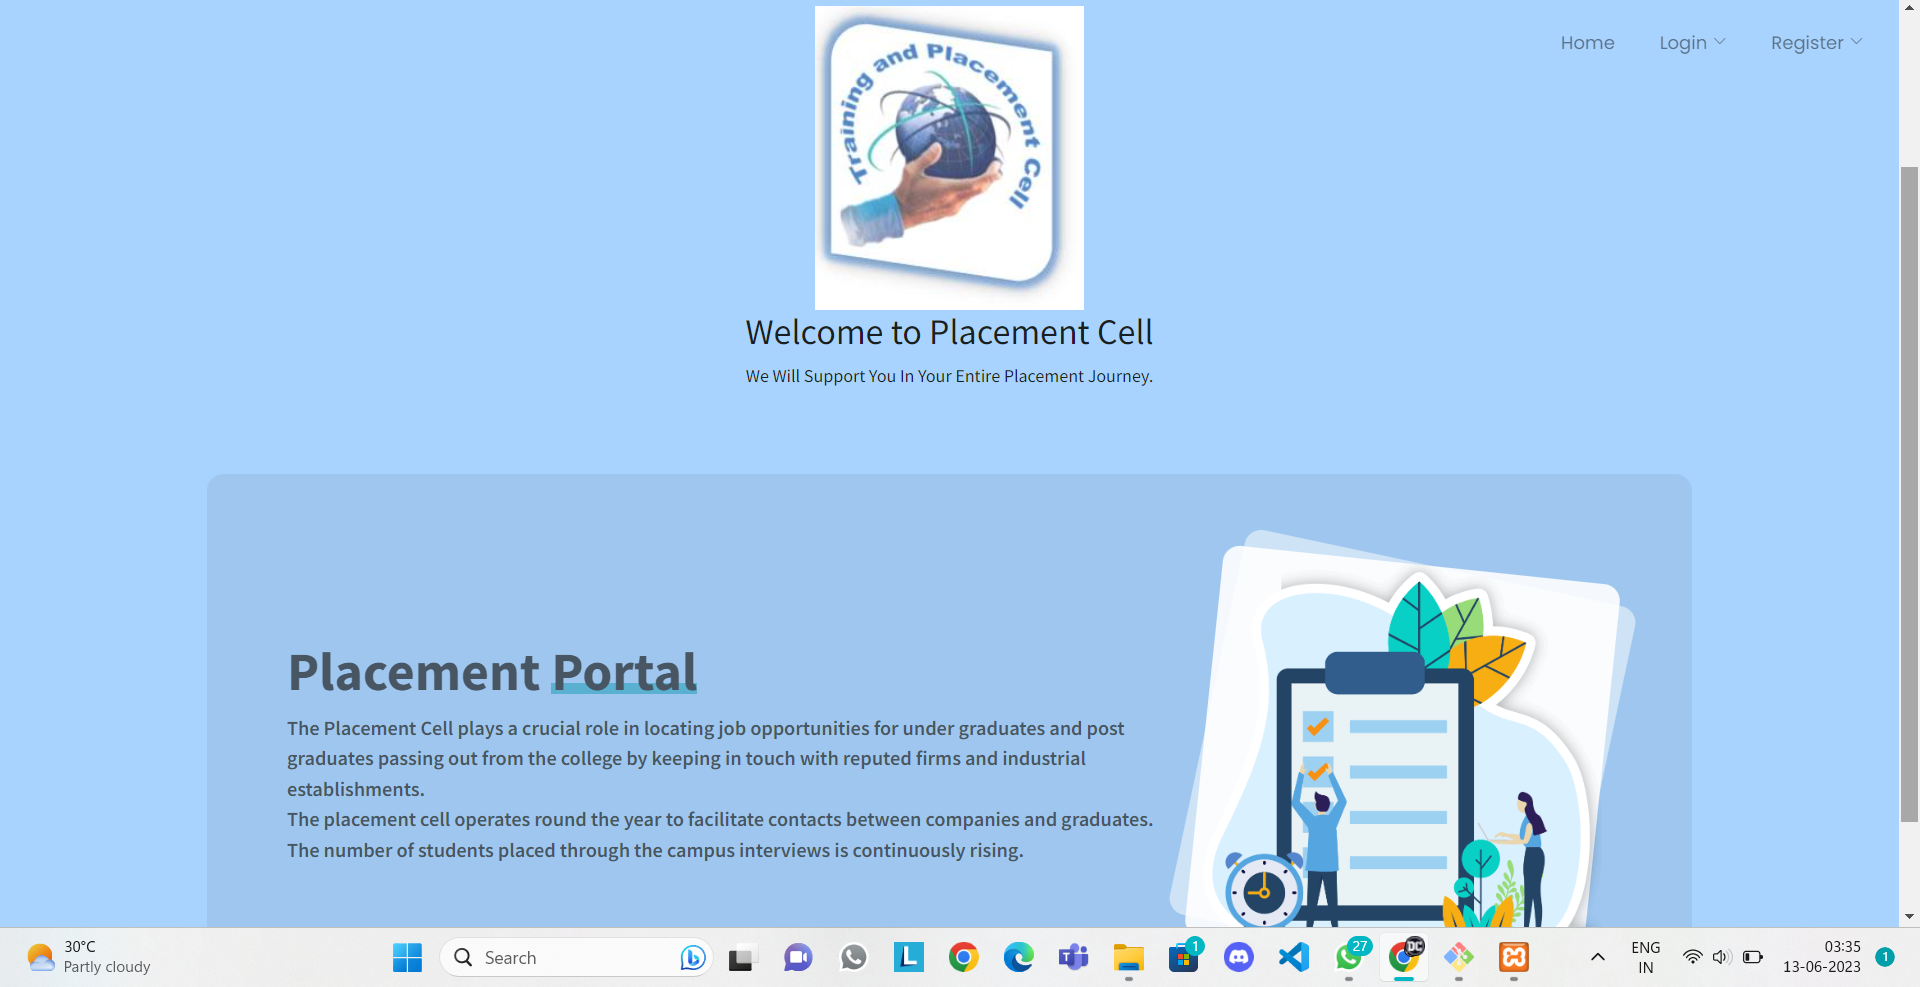 Training and Placement Cell
Home
Login
Register
Welcome to Placement Cell
We Will Support You In Your Entire Placement Journey.
Placement Portal
The Placement Cell plays a crucial role in locating job opportunities for under graduates and post
graduates passing out from the college by keeping in touch with reputed firms and industrial
establishments.
The placement cell operates round the year to facilitate contacts between companies and graduates.
The number of students placed through the campus interviews is continuously rising.
30°C
Partly cloudy
Search
L
T
1
27
DC
ENG
IN
03:35
13-06-2023
1